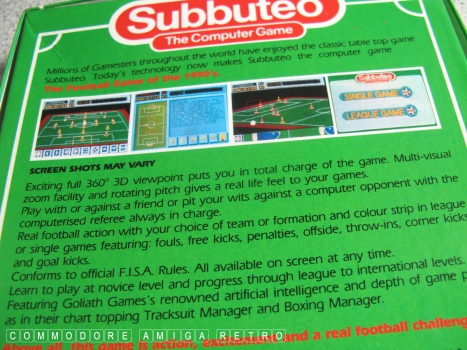 Subbuteo
The Computer Game
Millions of Gamesters throughout the world have enjoyed the classic table top game
Subbuteo. Today's technology now makes Subbuteo the computer game
The Football Game of the 1990's
Subbuteo
SINGLE GAME
LEAGUE GAME
SCREEN SHOTS MAY VARY
Exciting full 360° 3D viewpoint puts you in total charge of the game. Multi-visual
zoom facility and rotating pitch gives a real life feel to your games.
Play with or against a friend or pit your wits against a computer opponent with the
computerised referee always in charge.
Real football action with your choice of team or formation and colour strip in league
or single games featuring: fouls, free kicks, penalties, offside, throw-ins, corner kicks
and goal kicks.
Conforms to official F.I.S.A. Rules. All available on screen at any time.
Learn to play at novice level and progress through league to international levels.
Featuring Goliath Games's renowned artificial intelligence and depth of game p
as in their chart topping Tracksuit Manager and Boxing Manager.
Above all, this game is action, excitement and a real football challeng
COMMODORE AMIGA RETRO